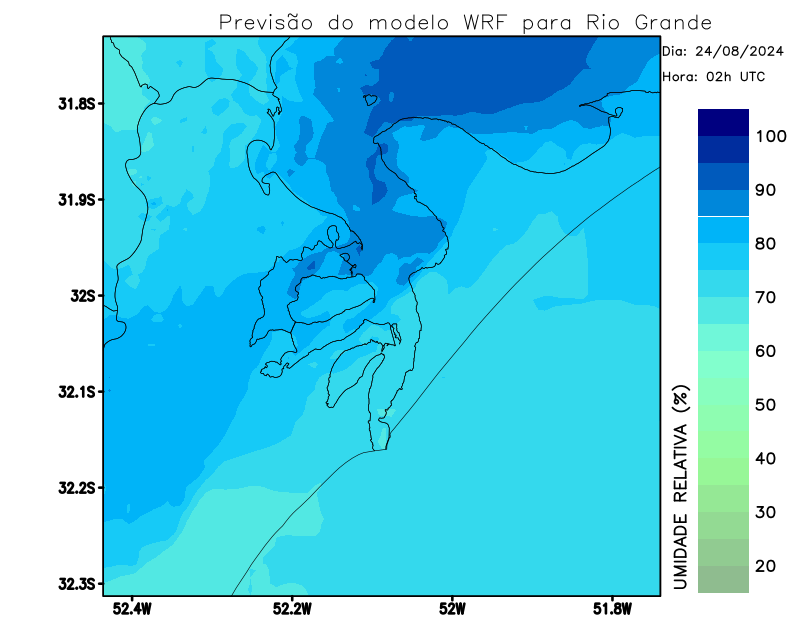 Previsão do modelo WRF para Rio Grande
Dia: 24/08/2024
Hora: 02h UTC
31.8S
31.9S
32S
32.1S
32.2S
32.3S
52.4W
52.2W
52W
51.8W
100
90
80
70
60
50
40
30
20
UMIDADE RELATIVA (%)